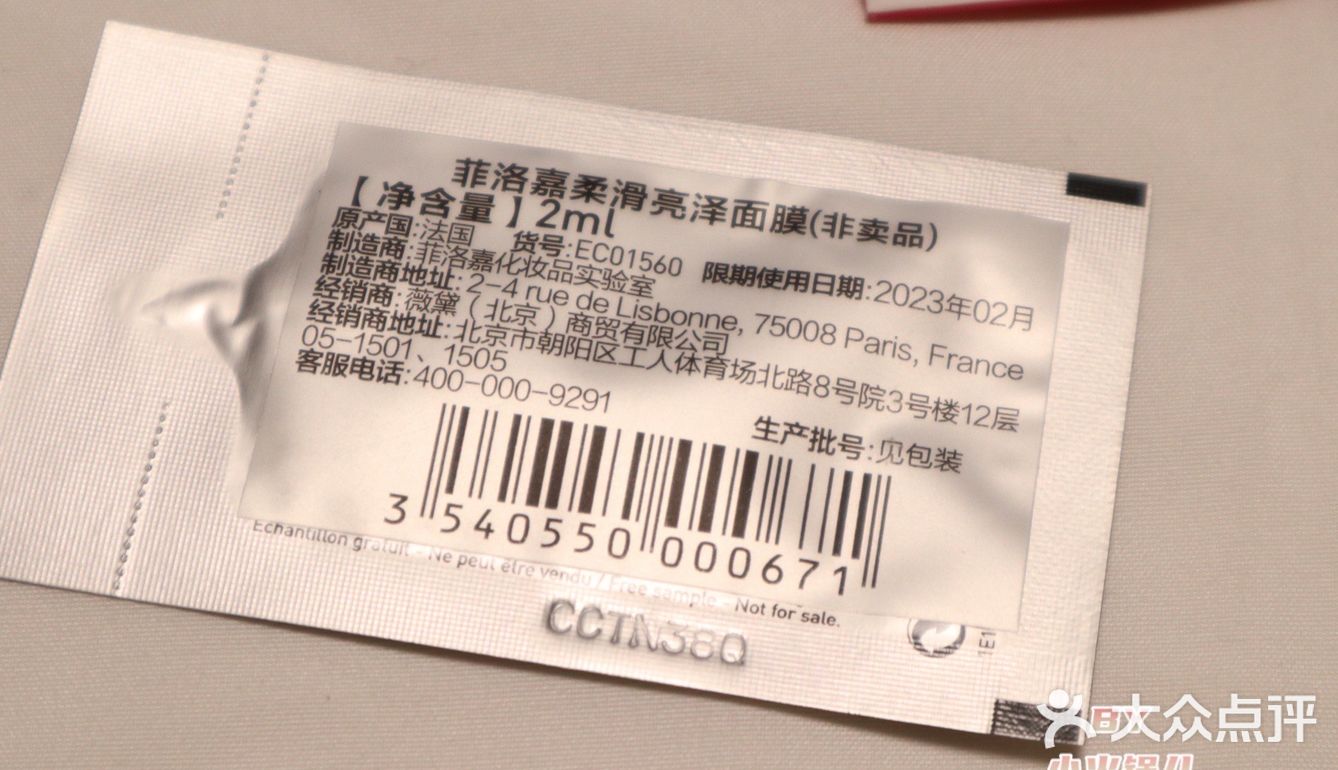 菲洛嘉柔滑亮泽面膜(非卖品)
【净含量】2ml
原产国:法国 货号:EC01560 限期使用日期:2023年02月
制造商:菲洛嘉化妆品实验室
制造商地址:2-4 rue de Lisbonne, 75008 Paris, France
经销商:薇黛(北京)商贸有限公司
经销商地址:北京市朝阳区工人体育场北路8号院3号楼12层
05-1501、1505
客服电话:400-000-9291
生产批号:见包装
3 540550 000671
Echantillon gratuit - Ne peut être vendu / Free sample - Not for sale.
CCTN38Q
1E1
大众点评